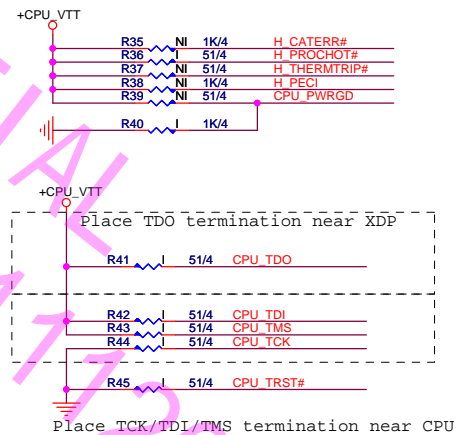 +CPU_VTT
R35 NI 1K/4 H_CATERR#
R36 I 51/4 H_PROCHOT#
R37 NI 51/4 H_THERMTRIP#
R38 NI 1K/4 H_PECI
R39 NI 51/4 CPU_PWRGD
R40 I 1K/4
+CPU_VTT
Place TDO termination near XDP
R41 I 51/4 CPU_TDO
R42 I 51/4 CPU_TDI
R43 I 51/4 CPU_TMS
R44 I 51/4 CPU_TCK
R45 I 51/4 CPU_TRST#
Place TCK/TDI/TMS termination near CPU